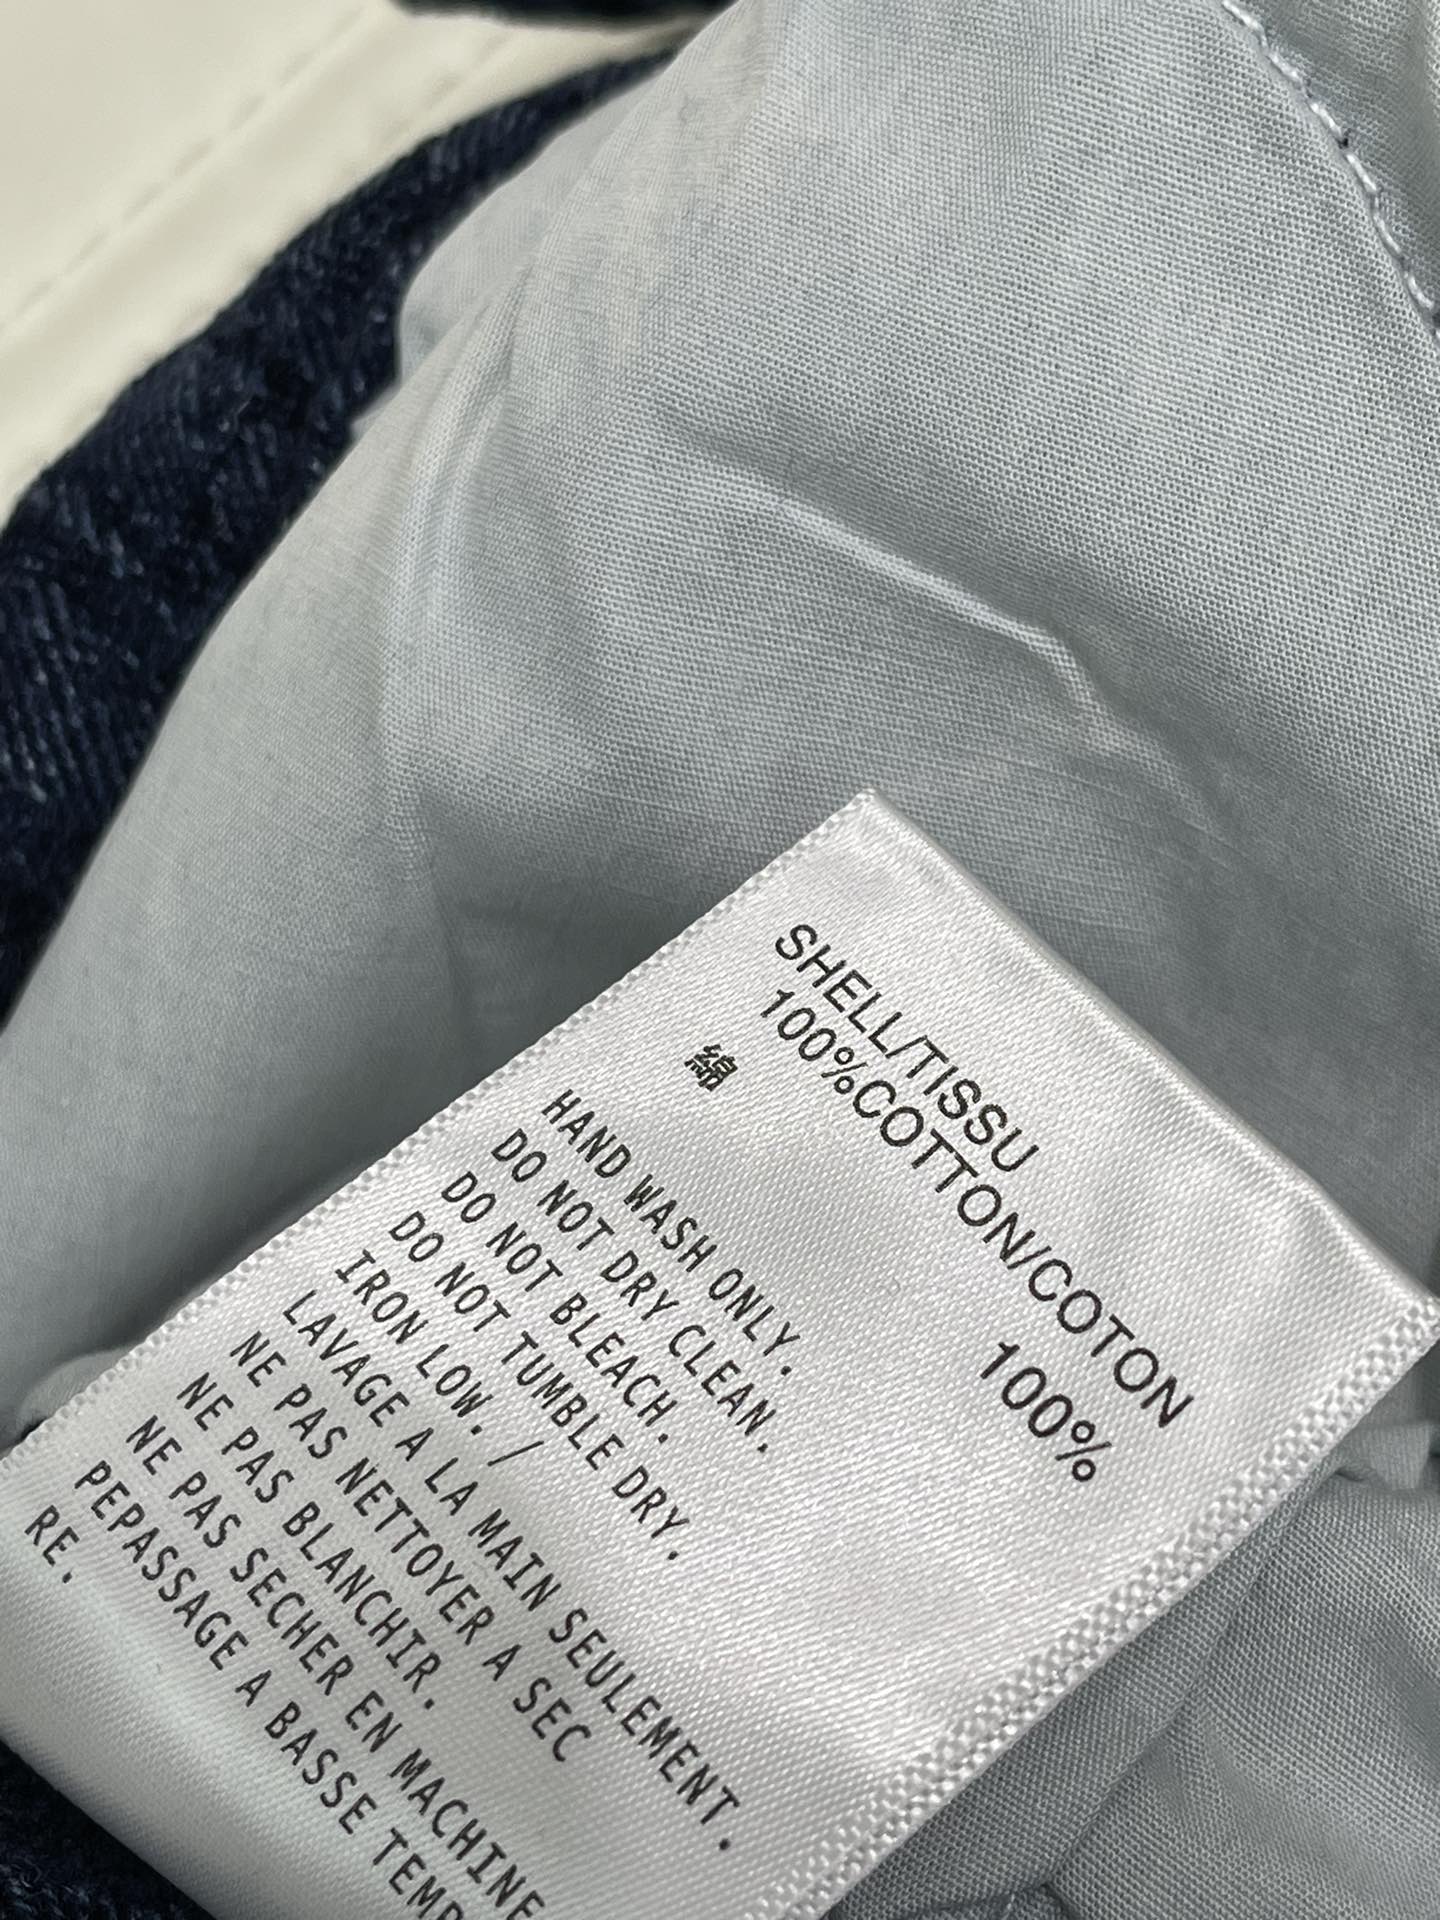 SHELL/TISSU
100%COTTON/COTON
綿 100%
HAND WASH ONLY.
DO NOT DRY CLEAN.
DO NOT BLEACH.
DO NOT TUMBLE DRY.
IRON LOW. /
LAVAGE A LA MAIN SEULEMENT.
NE PAS NETTOYER A SEC
NE PAS BLANCHIR.
NE PAS SECHER EN MACHINE
PEPASSAGE A BASSE TEMP
RE.